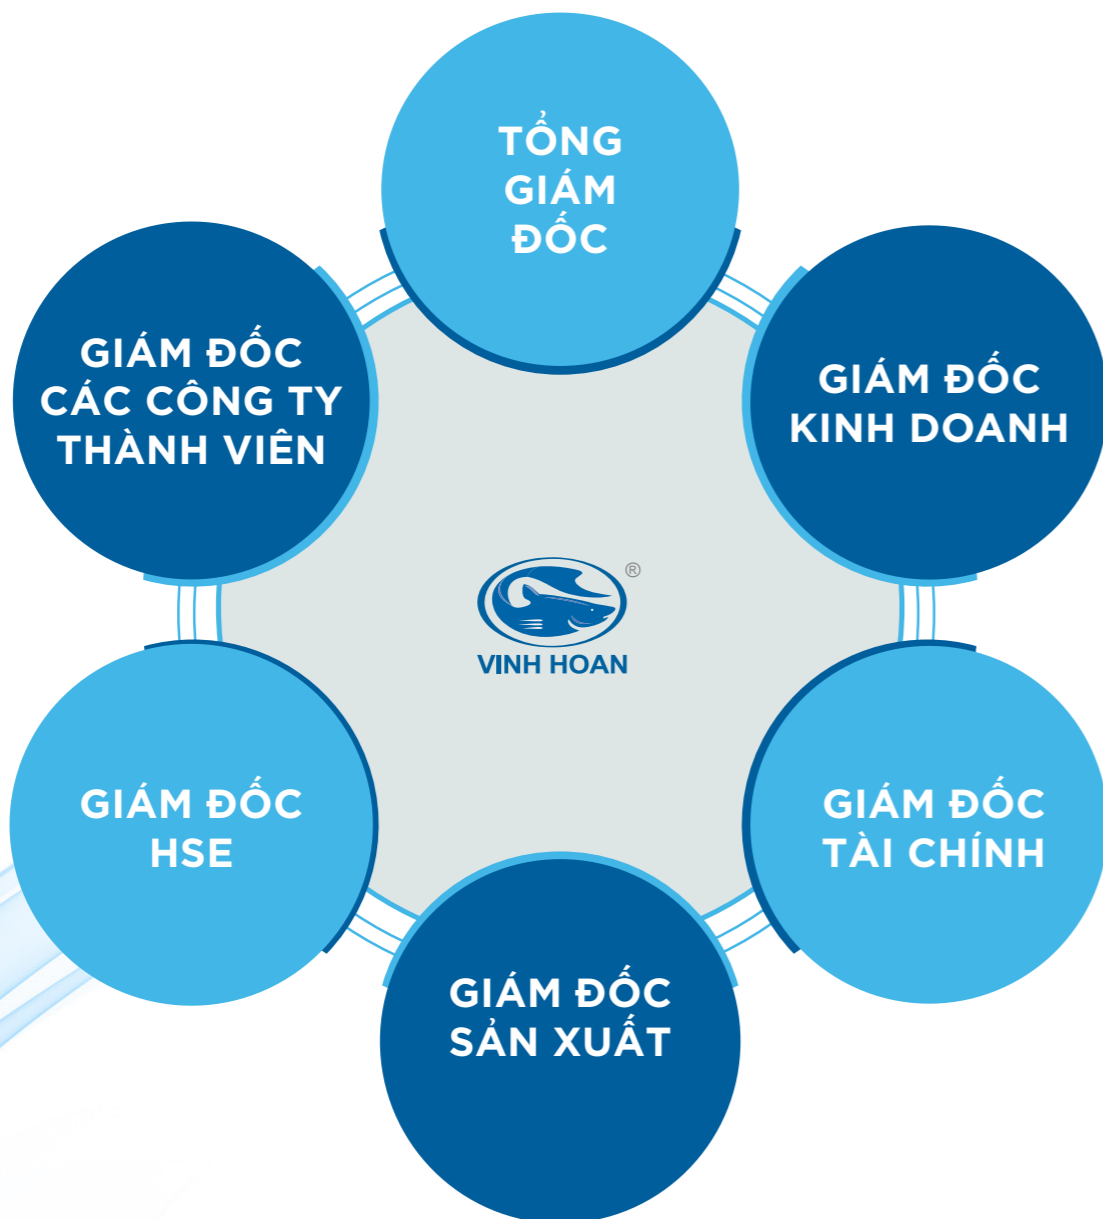 TỔNG
GIÁM
ĐỐC
GIÁM ĐỐC
KINH DOANH
GIÁM ĐỐC
TÀI CHÍNH
GIÁM ĐỐC
SẢN XUẤT
GIÁM ĐỐC
HSE
GIÁM ĐỐC
CÁC CÔNG TY
THÀNH VIÊN
®
VINH HOAN